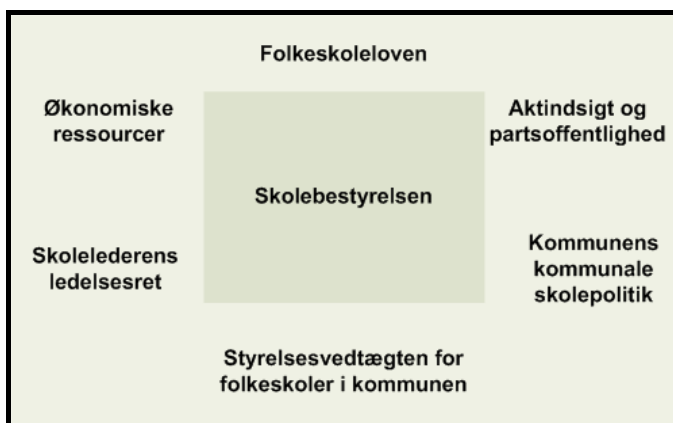 Folkeskoleloven
Økonomiske
ressourcer
Aktindsigt og
partsoffentlighed
Skolebestyrelsen
Skolelederens
ledelsesret
Kommunens
kommunale
skolepolitik
Styrelsesvedtægten for
folkeskoler i kommunen